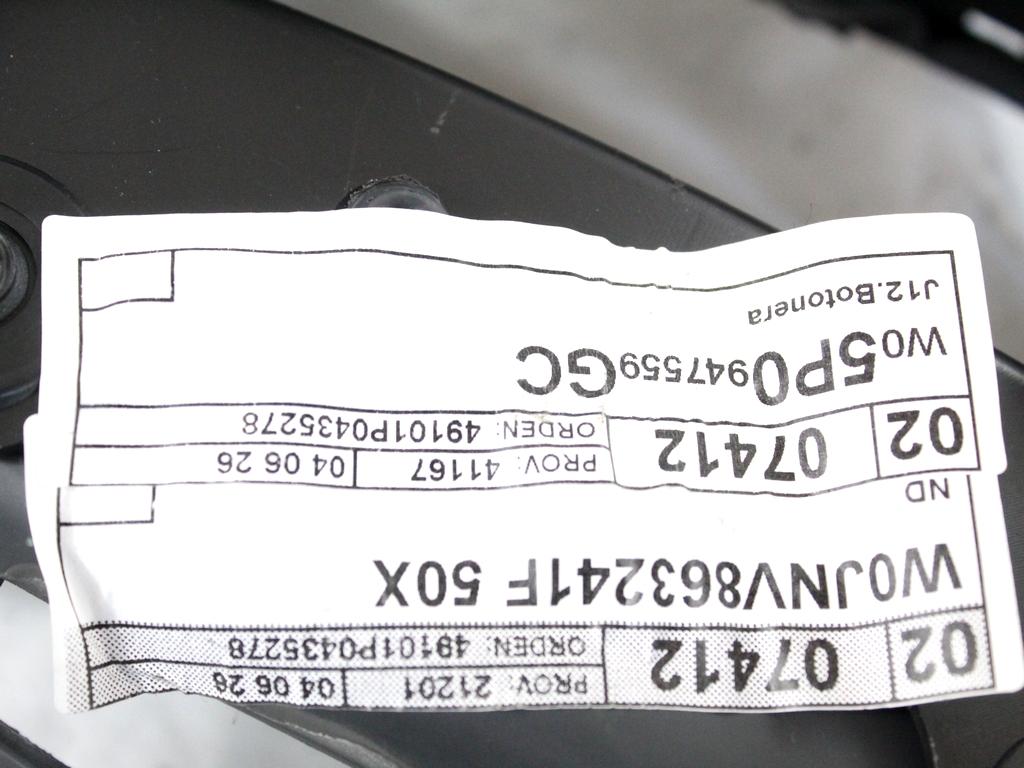 02 07412 PROV: 21201 04 06 26
ORDEN: 49101P0435278
W0JNV863241F 50X
ND
02 07412 PROV: 41167 04 06 26
ORDEN: 49101P0435278
W05P0947559GC
J12.Botonera